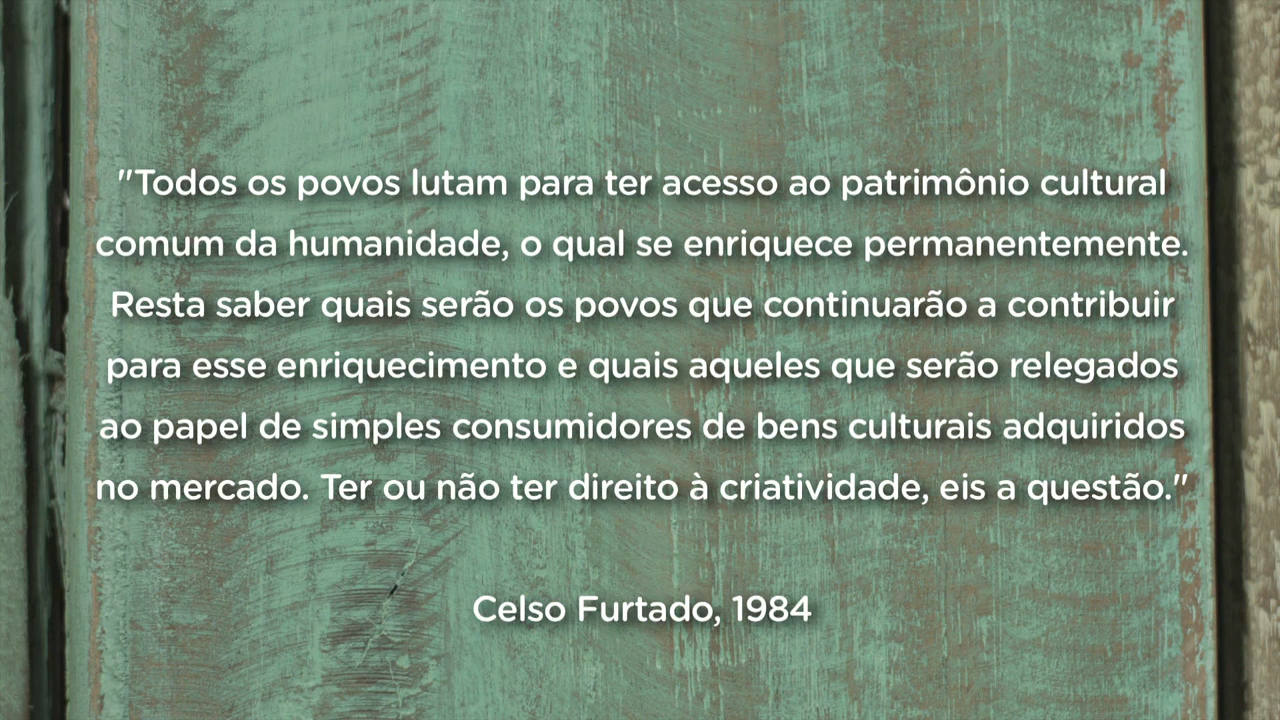 "Todos os povos lutam para ter acesso ao patrimônio cultural
comum da humanidade, o qual se enriquece permanentemente.
Resta saber quais serão os povos que continuarão a contribuir
para esse enriquecimento e quais aqueles que serão relegados
ao papel de simples consumidores de bens culturais adquiridos
no mercado. Ter ou não ter direito à criatividade, eis a questão."
Celso Furtado, 1984